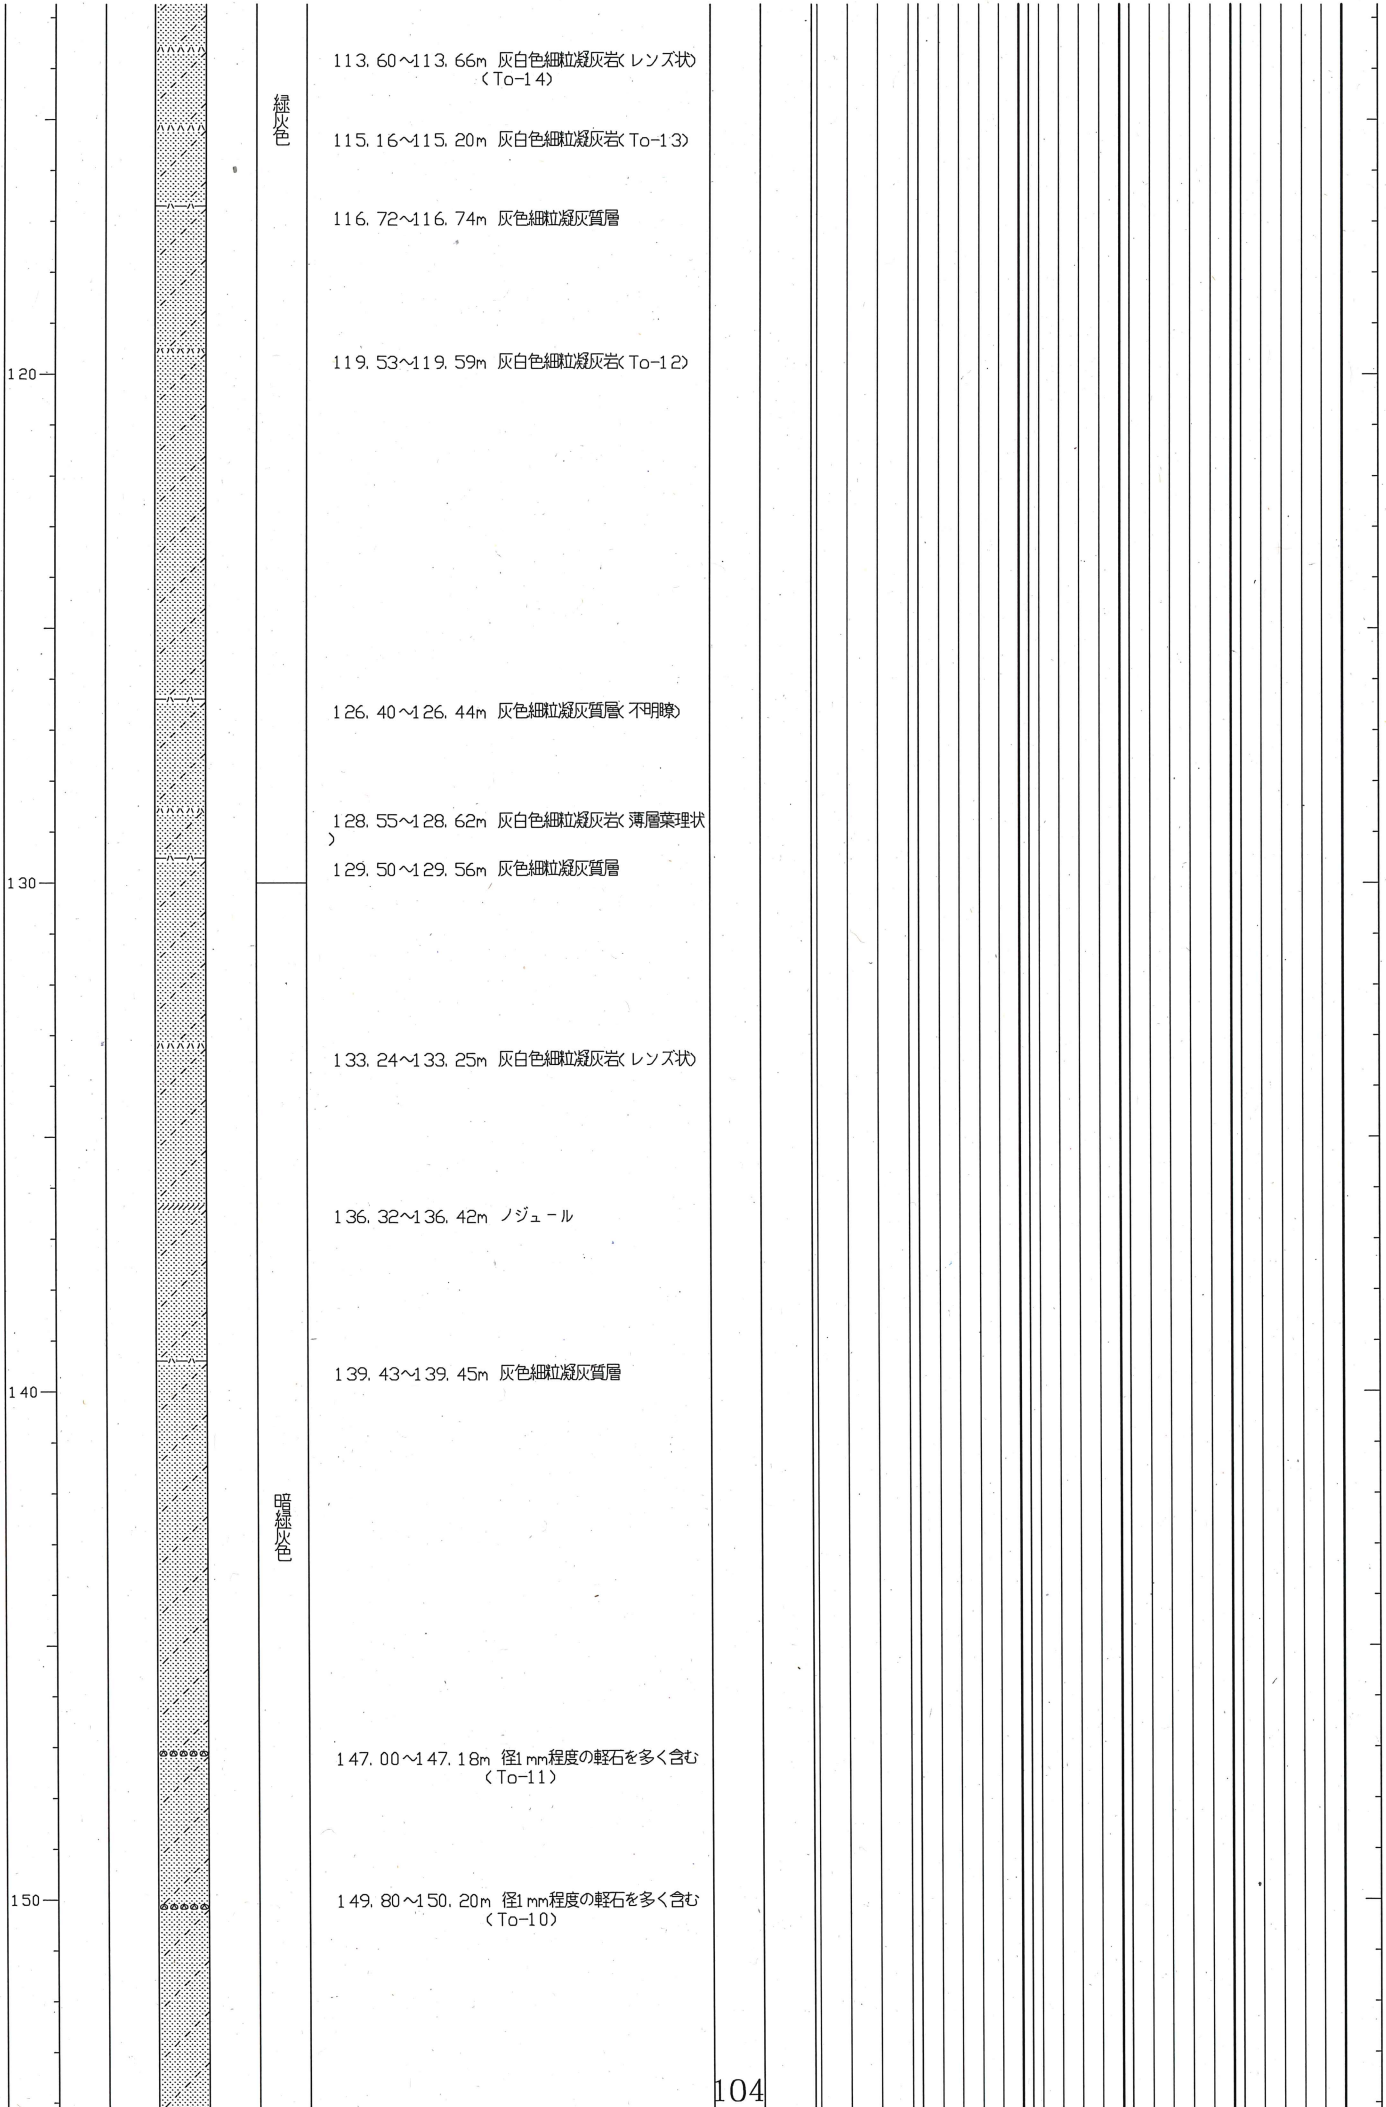 113.60～113.66m 灰白色細粒凝灰岩(レンズ状)
(To-14)
緑灰色
115.16～115.20m 灰白色細粒凝灰岩(To-13)
116.72～116.74m 灰色細粒凝灰質層
119.53～119.59m 灰白色細粒凝灰岩(To-12)
120
126.40～126.44m 灰色細粒凝灰質層(不明瞭)
128.55～128.62m 灰白色細粒凝灰岩(薄層葉理状
)
129.50～129.56m 灰色細粒凝灰質層
130
133.24～133.25m 灰白色細粒凝灰岩(レンズ状)
136.32～136.42m ノジュール
139.43～139.45m 灰色細粒凝灰質層
140
暗緑灰色
147.00～147.18m 径1mm程度の軽石を多く含む
(To-11)
149.80～150.20m 径1mm程度の軽石を多く含む
(To-10)
150
104